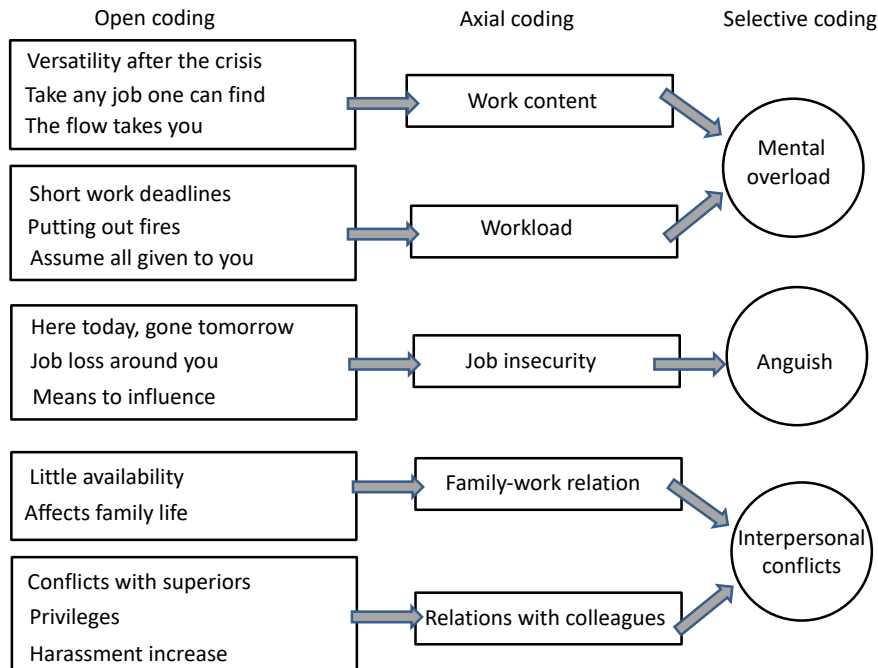 Open coding
Axial coding
Selective coding
Versatility after the crisis
Take any job one can find
The flow takes you
Work content
Mental
overload
Short work deadlines
Putting out fires
Assume all given to you
Workload
Here today, gone tomorrow
Job loss around you
Means to influence
Job insecurity
Anguish
Little availability
Affects family life
Family-work relation
Interpersonal
conflicts
Conflicts with superiors
Privileges
Harassment increase
Relations with colleagues